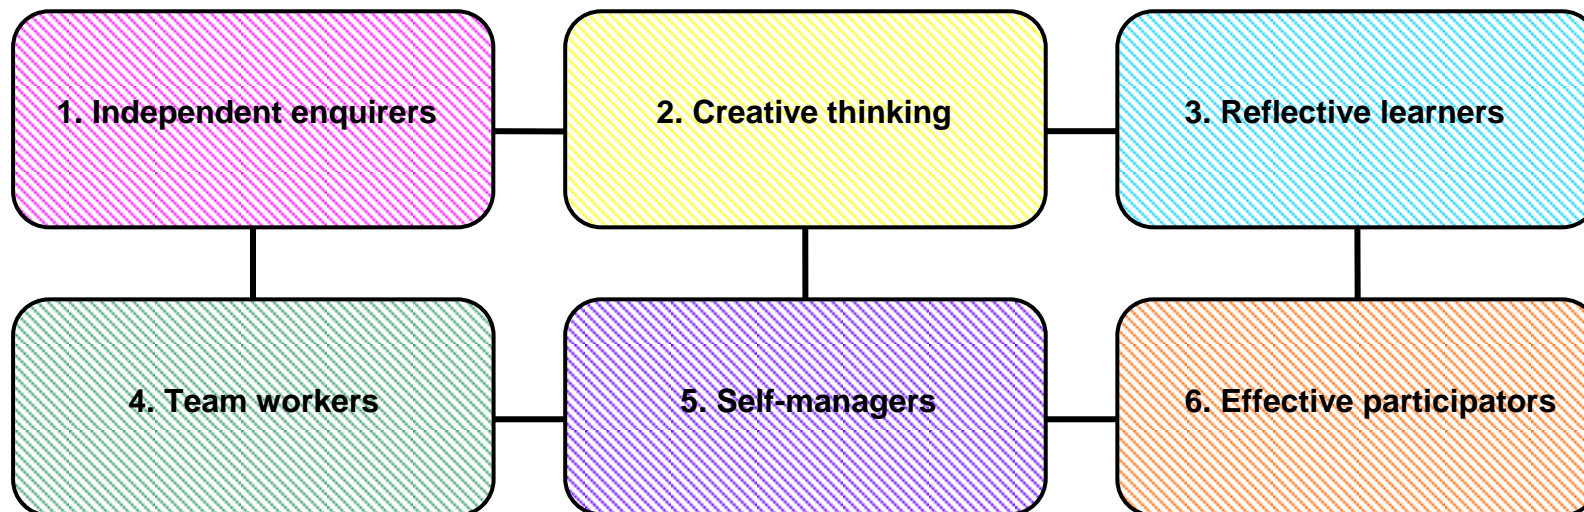 1. Independent enquirers
2. Creative thinking
3. Reflective learners
4. Team workers
5. Self-managers
6. Effective participators